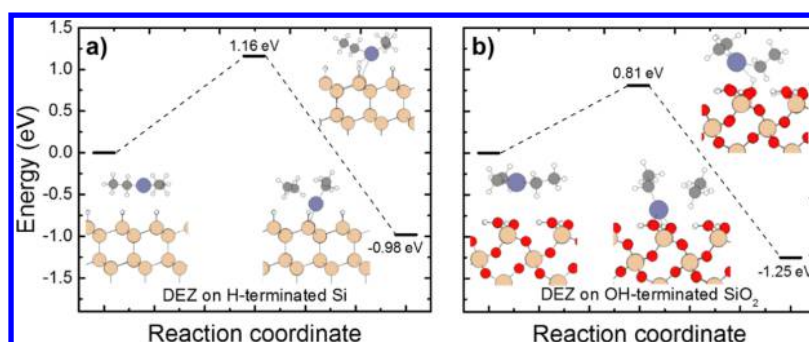 a)
1.16 eV
b)
0.81 eV
Energy (eV)
1.5
1.0
0.5
0.0
-0.5
-1.0
-1.5
-0.98 eV
-1.25 eV
DEZ on H-terminated Si
DEZ on OH-terminated SiO₂
Reaction coordinate
Reaction coordinate